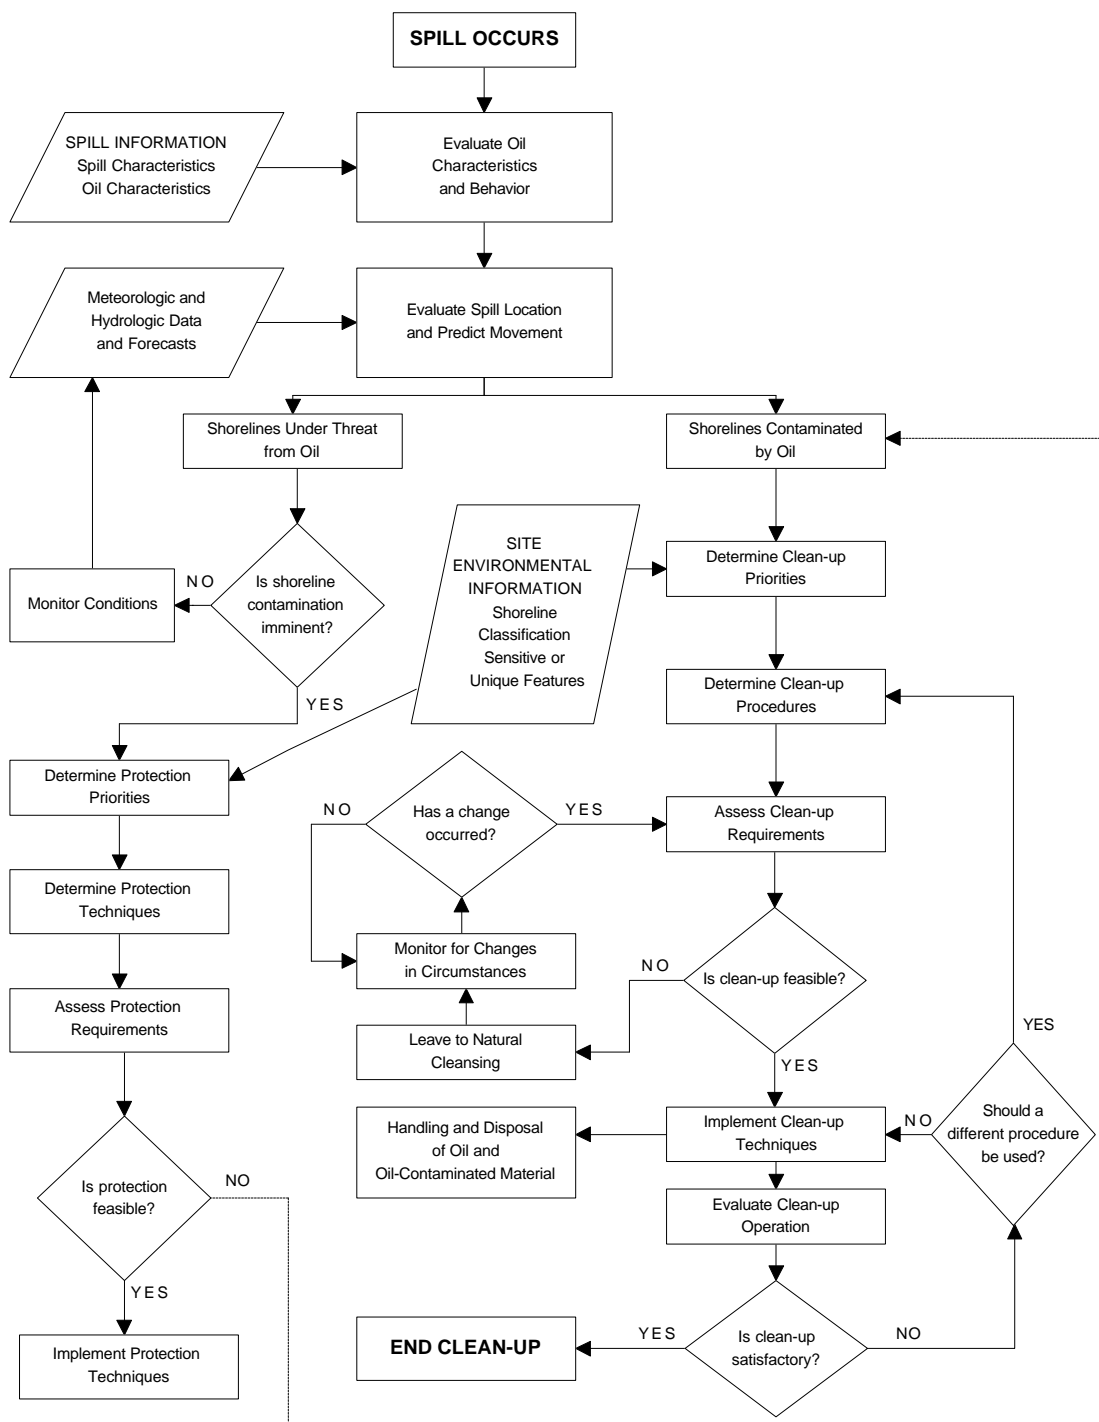 SPILL OCCURS
SPILL INFORMATION
Spill Characteristics
Oil Characteristics
Evaluate Oil
Characteristics
and Behavior
Meteorologic and
Hydrologic Data
and Forecasts
Evaluate Spill Location
and Predict Movement
Shorelines Under Threat
from Oil
Shorelines Contaminated
by Oil
SITE
ENVIRONMENTAL
INFORMATION
Shoreline
Classification
Sensitive or
Unique Features
Determine Clean-up
Priorities
Monitor Conditions
NO
Is shoreline
contamination
imminent?
YES
Determine Clean-up
Procedures
Determine Protection
Priorities
NO
Has a change
occurred?
YES
Assess Clean-up
Requirements
Determine Protection
Techniques
Monitor for Changes
in Circumstances
NO
Is clean-up feasible?
Assess Protection
Requirements
Leave to Natural
Cleansing
YES
YES
Handling and Disposal
of Oil and
Oil-Contaminated Material
Implement Clean-up
Techniques
NO
Should a
different procedure
be used?
Is protection
feasible?
NO
Evaluate Clean-up
Operation
YES
Implement Protection
Techniques
END CLEAN-UP
YES
Is clean-up
satisfactory?
NO